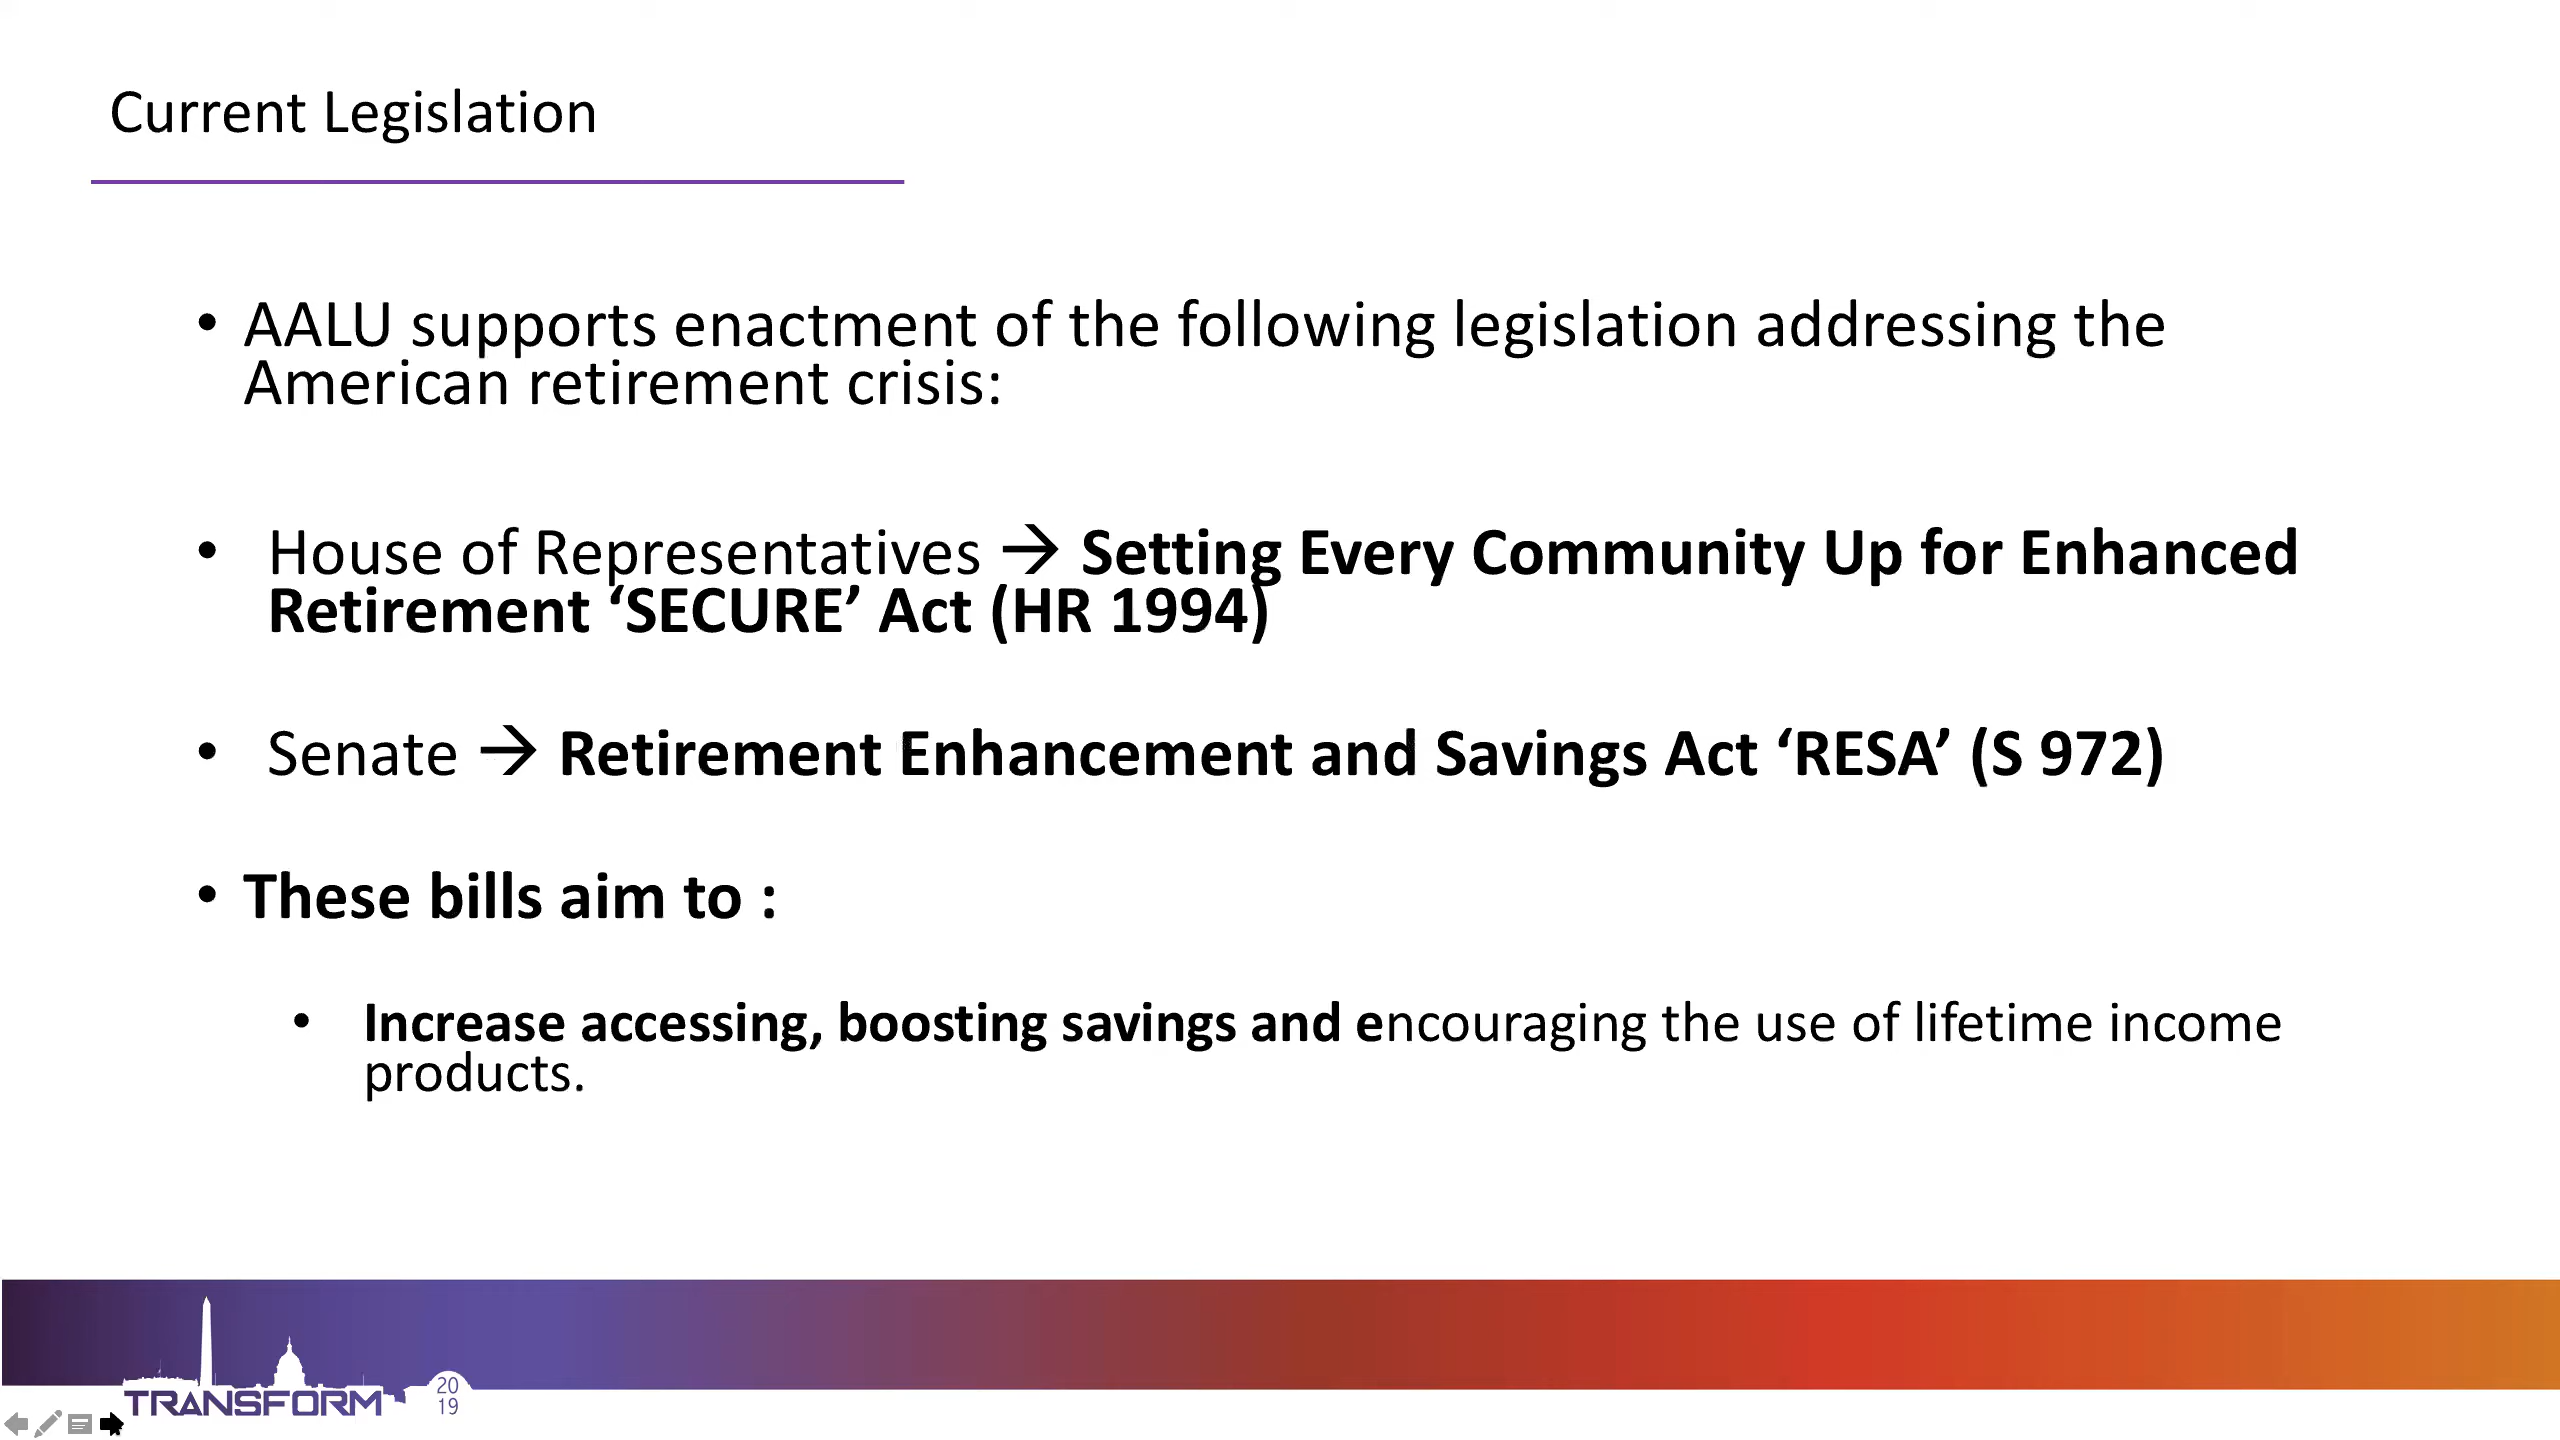 Current Legislation
• AALU supports enactment of the following legislation addressing the
American retirement crisis:
• House of Representatives → Setting Every Community Up for Enhanced
Retirement ‘SECURE’ Act (HR 1994)
• Senate → Retirement Enhancement and Savings Act ‘RESA’ (S 972)
• These bills aim to :
• Increase accessing, boosting savings and encouraging the use of lifetime income
products.
TRANSFORM
20
19